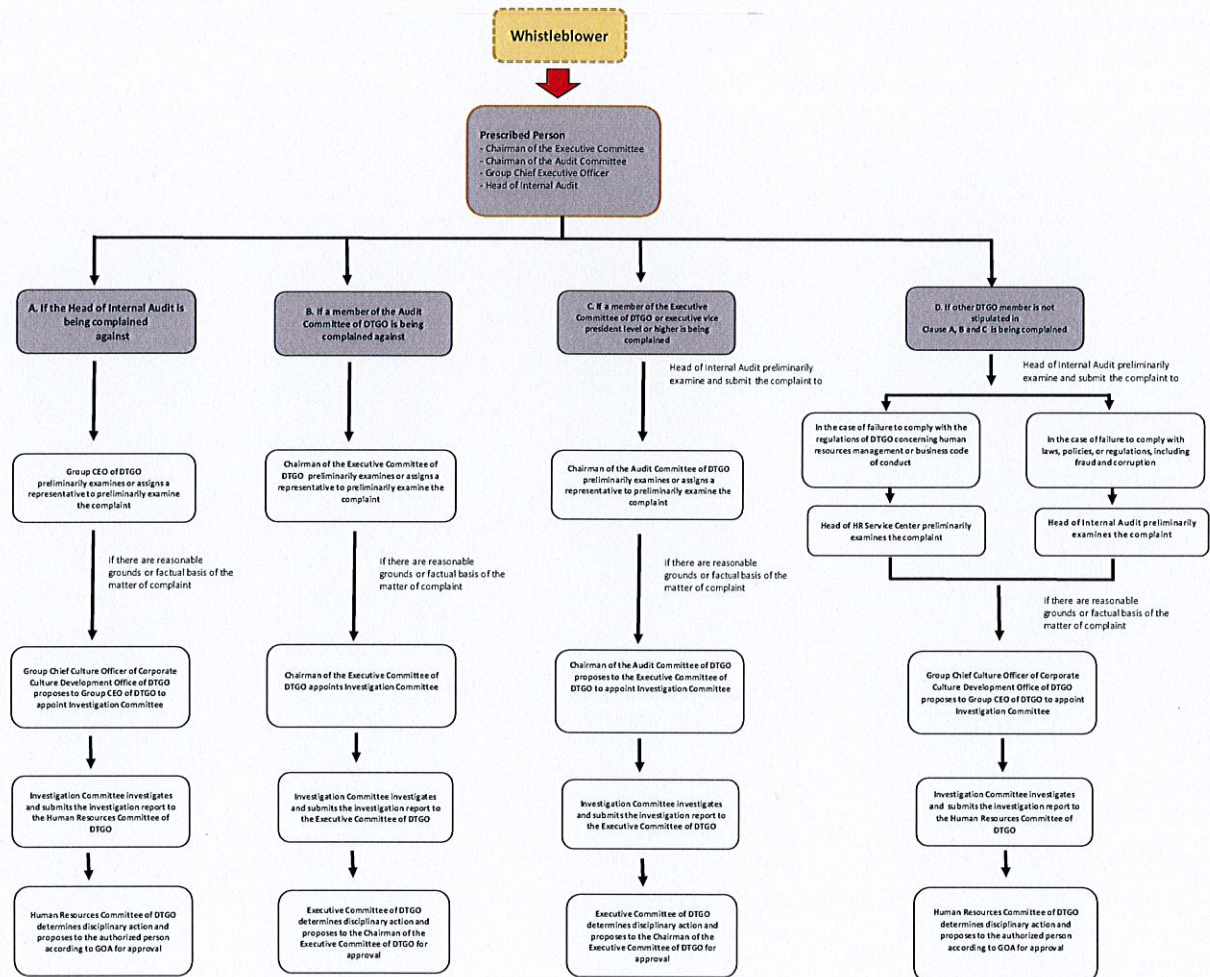 Whistleblower
Prescribed Person
- Chairman of the Executive Committee
- Chairman of the Audit Committee
- Group Chief Executive Officer
- Head of Internal Audit
A. If the Head of Internal Audit is
being complained
against
Group CEO of DTGO
preliminarily examines or assigns a
representative to preliminarily examine
the complaint
If there are reasonable
grounds or factual basis of the
matter of complaint
Group Chief Culture Officer of Corporate
Culture Development Office of DTGO
proposes to Group CEO of DTGO to
appoint Investigation Committee
Investigation Committee investigates
and submits the investigation report to
the Human Resources Committee of
DTGO
Human Resources Committee of DTGO
determines disciplinary action and
proposes to the authorized person
according to GOA for approval
B. If a member of the Audit
Committee of DTGO is being
complained against
Chairman of the Executive Committee of
DTGO preliminarily examines or assigns a
representative to preliminarily examine the
complaint
If there are reasonable
grounds or factual basis of the
matter of complaint
Chairman of the Executive Committee of
DTGO appoints Investigation Committee
Investigation Committee investigates
and submits the investigation report to
the Executive Committee of DTGO
Executive Committee of DTGO
determines disciplinary action and
proposes to the Chairman of the
Executive Committee of DTGO for
approval
C. If a member of the Executive
Committee of DTGO or executive vice
president level or higher is being
complained
Head of Internal Audit preliminarily
examine and submit the complaint to
Chairman of the Audit Committee of DTGO
preliminarily examines or assigns a
representative to preliminarily examine the
complaint
If there are reasonable
grounds or factual basis of the
matter of complaint
Chairman of the Audit Committee of DTGO
proposes to the Executive Committee of
DTGO to appoint Investigation Committee
Investigation Committee investigates
and submits the investigation report to
the Executive Committee of DTGO
Executive Committee of DTGO
determines disciplinary action and
proposes to the Chairman of the
Executive Committee of DTGO for
approval
D. If other DTGO member is not
stipulated in
Clause A, B and C is being complained
Head of Internal Audit preliminarily
examine and submit the complaint to
In the case of failure to comply with the
regulations of DTGO concerning human
resources management or business code
of conduct
Head of HR Service Center preliminarily
examines the complaint
In the case of failure to comply with
laws, policies, or regulations, including
fraud and corruption
Head of Internal Audit preliminarily
examines the complaint
If there are reasonable
grounds or factual basis of the
matter of complaint
Group Chief Culture Officer of Corporate
Culture Development Office of DTGO
proposes to Group CEO of DTGO to appoint
Investigation Committee
Investigation Committee investigates
and submits the investigation report to
the Human Resources Committee of
DTGO
Human Resources Committee of DTGO
determines disciplinary action and
proposes to the authorized person
according to GOA for approval